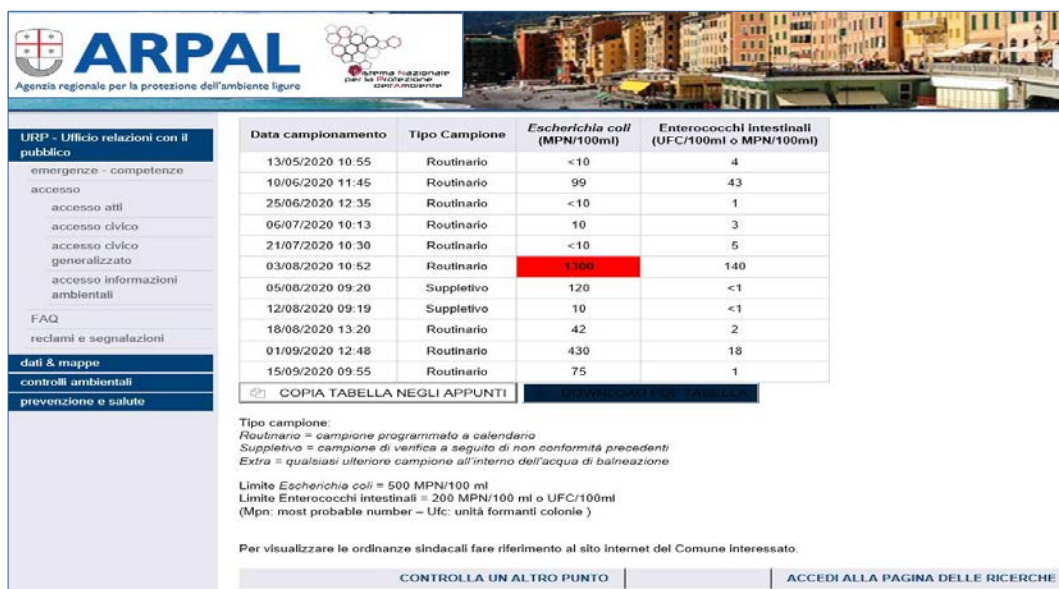 ARPAL
Agenzia regionale per la protezione dell'ambiente ligure
Sistema Nazionale
per la Protezione
dell'Ambiente
URP - Ufficio relazioni con il
pubblico
emergenze - competenze
accesso
accesso atti
accesso civico
accesso civico
generalizzato
accesso informazioni
ambientali
FAQ
reclami e segnalazioni
dati & mappe
controlli ambientali
prevenzione e salute
Data campionamento Tipo Campione Escherichia coli (MPN/100ml) Enterococchi intestinali (UFC/100ml o MPN/100ml)
13/05/2020 10:55 Routinario <10 4
10/06/2020 11:45 Routinario 99 43
25/06/2020 12:35 Routinario <10 1
06/07/2020 10:13 Routinario 10 3
21/07/2020 10:30 Routinario <10 5
03/08/2020 10:52 Routinario 1300 140
05/08/2020 09:20 Suppletivo 120 <1
12/08/2020 09:19 Suppletivo 10 <1
18/08/2020 13:20 Routinario 42 2
01/09/2020 12:48 Routinario 430 18
15/09/2020 09:55 Routinario 75 1
COPIA TABELLA NEGLI APPUNTI DOWNLOAD PDF TABELLA
Tipo campione:
Routinario = campione programmato a calendario
Suppletivo = campione di verifica a seguito di non conformità precedenti
Extra = qualsiasi ulteriore campione all'interno dell'acqua di balneazione
Limite Escherichia coli = 500 MPN/100 ml
Limite Enterococchi intestinali = 200 MPN/100 ml o UFC/100ml
(Mpn: most probable number – Ufc: unità formanti colonie )
Per visualizzare le ordinanze sindacali fare riferimento al sito internet del Comune interessato.
CONTROLLA UN ALTRO PUNTO ACCEDI ALLA PAGINA DELLE RICERCHE